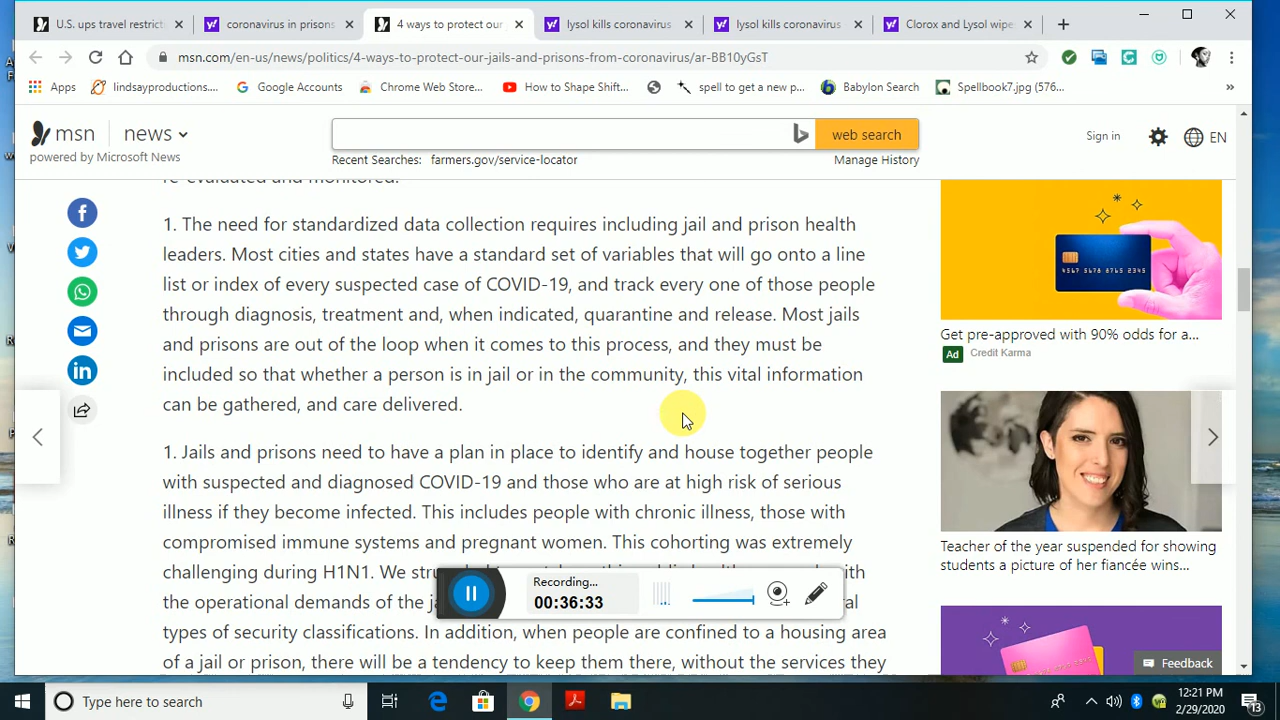 U.S. ups travel restrict
coronavirus in prisons
4 ways to protect our
lysol kills coronavirus
lysol kills coronavirus
Clorox and Lysol wipe
msn.com/en-us/news/politics/4-ways-to-protect-our-jails-and-prisons-from-coronavirus/ar-BB10yGsT
Apps
lindsayproductions....
Google Accounts
Chrome Web Store...
How to Shape Shift...
spell to get a new p...
Babylon Search
Spellbook7.jpg (576...
»
msn
news
powered by Microsoft News
web search
Sign in
EN
Recent Searches: farmers.gov/service-locator
Manage History
re-evaluated and monitored.
1. The need for standardized data collection requires including jail and prison health
leaders. Most cities and states have a standard set of variables that will go onto a line
list or index of every suspected case of COVID-19, and track every one of those people
through diagnosis, treatment and, when indicated, quarantine and release. Most jails
and prisons are out of the loop when it comes to this process, and they must be
included so that whether a person is in jail or in the community, this vital information
can be gathered, and care delivered.
1. Jails and prisons need to have a plan in place to identify and house together people
with suspected and diagnosed COVID-19 and those who are at high risk of serious
illness if they become infected. This includes people with chronic illness, those with
compromised immune systems and pregnant women. This cohorting was extremely
challenging during H1N1. We
the operational demands of the
types of security classifications. In addition, when people are confined to a housing area
of a jail or prison, there will be a tendency to keep them there, without the services they
4567 5678 8765 2345
Get pre-approved with 90% odds for a...
Ad Credit Karma
Teacher of the year suspended for showing
students a picture of her fiancée wins...
Feedback
Recording...
00:36:33
Type here to search
12:21 PM
2/29/2020
13